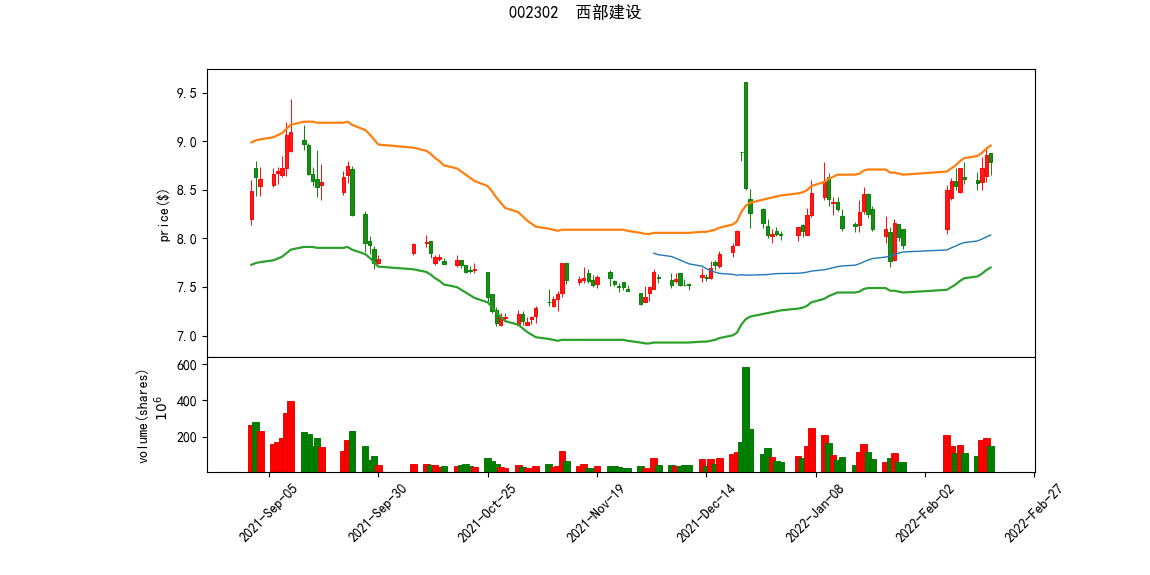 002302  西部建设
price($)
9.5
9.0
8.5
8.0
7.5
7.0
volume(shares)
10^6
600
400
200
2021-Sep-05
2021-Sep-30
2021-Oct-25
2021-Nov-19
2021-Dec-14
2022-Jan-08
2022-Feb-02
2022-Feb-27